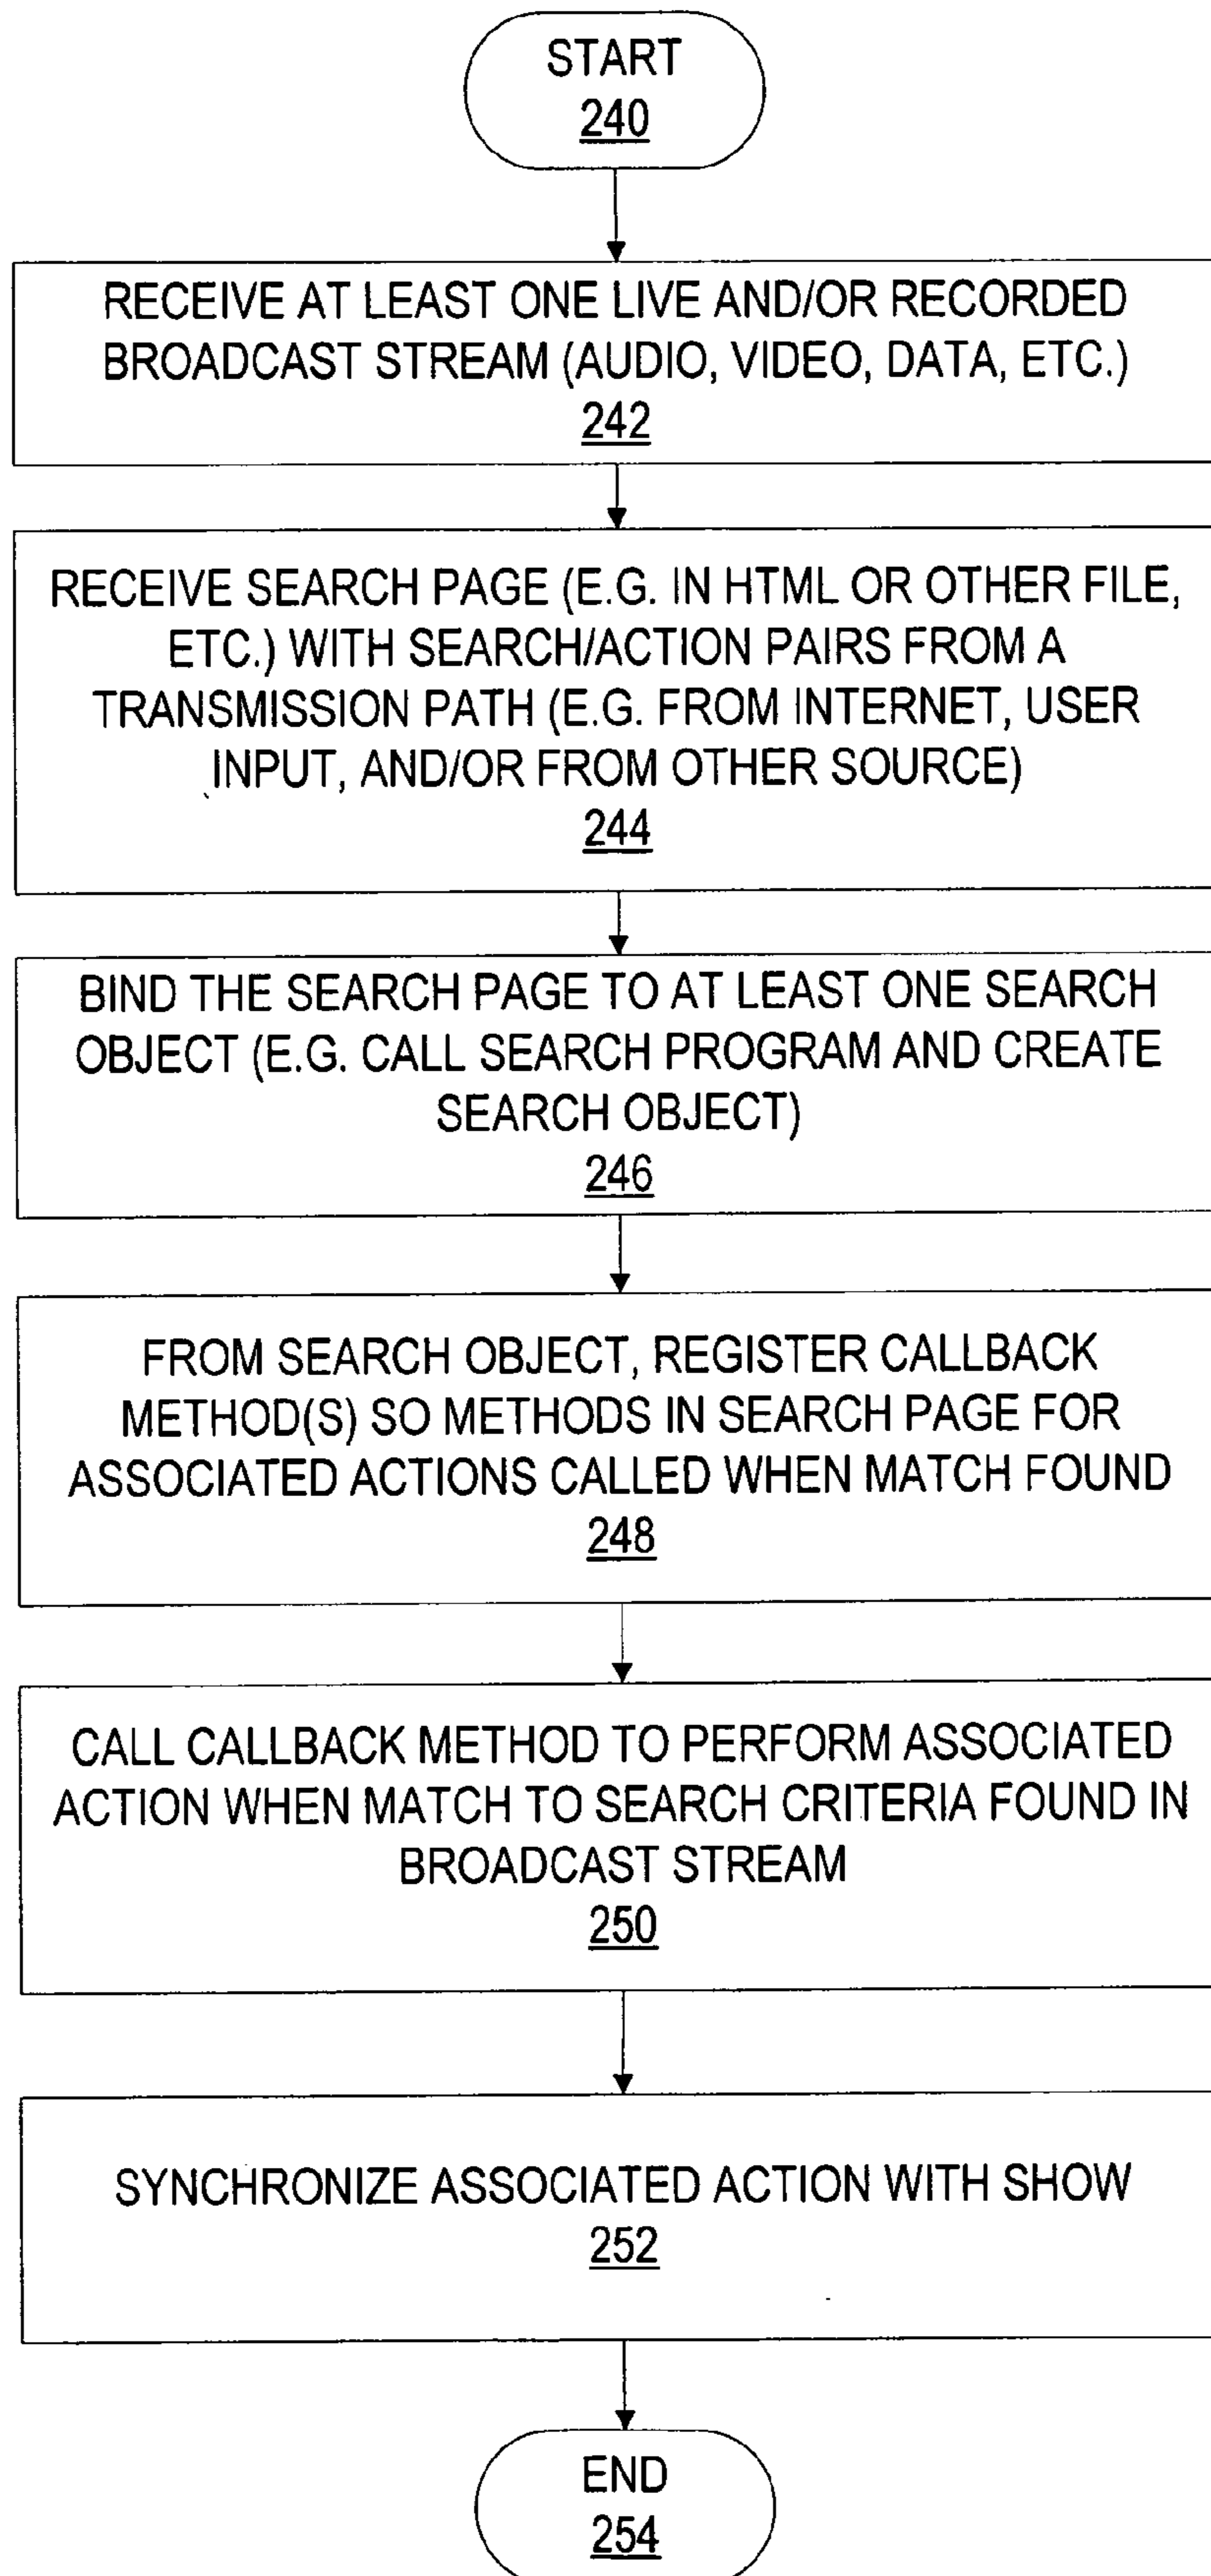 START
240
RECEIVE AT LEAST ONE LIVE AND/OR RECORDED
BROADCAST STREAM (AUDIO, VIDEO, DATA, ETC.)
242
RECEIVE SEARCH PAGE (E.G. IN HTML OR OTHER FILE,
ETC.) WITH SEARCH/ACTION PAIRS FROM A
TRANSMISSION PATH (E.G. FROM INTERNET, USER
INPUT, AND/OR FROM OTHER SOURCE)
244
BIND THE SEARCH PAGE TO AT LEAST ONE SEARCH
OBJECT (E.G. CALL SEARCH PROGRAM AND CREATE
SEARCH OBJECT)
246
FROM SEARCH OBJECT, REGISTER CALLBACK
METHOD(S) SO METHODS IN SEARCH PAGE FOR
ASSOCIATED ACTIONS CALLED WHEN MATCH FOUND
248
CALL CALLBACK METHOD TO PERFORM ASSOCIATED
ACTION WHEN MATCH TO SEARCH CRITERIA FOUND IN
BROADCAST STREAM
250
SYNCHRONIZE ASSOCIATED ACTION WITH SHOW
252
END
254